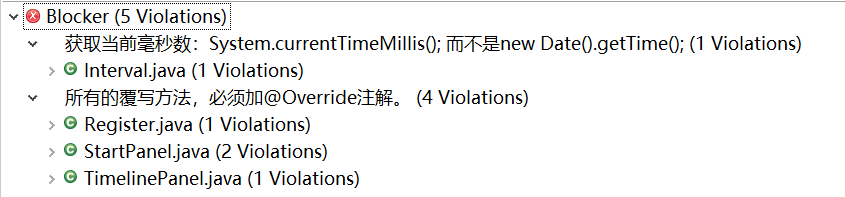 Blocker (5 Violations)
获取当前毫秒数：System.currentTimeMillis(); 而不是new Date().getTime(); (1 Violations)
Interval.java (1 Violations)
所有的覆写方法，必须加@Override注解。 (4 Violations)
Register.java (1 Violations)
StartPanel.java (2 Violations)
TimelinePanel.java (1 Violations)